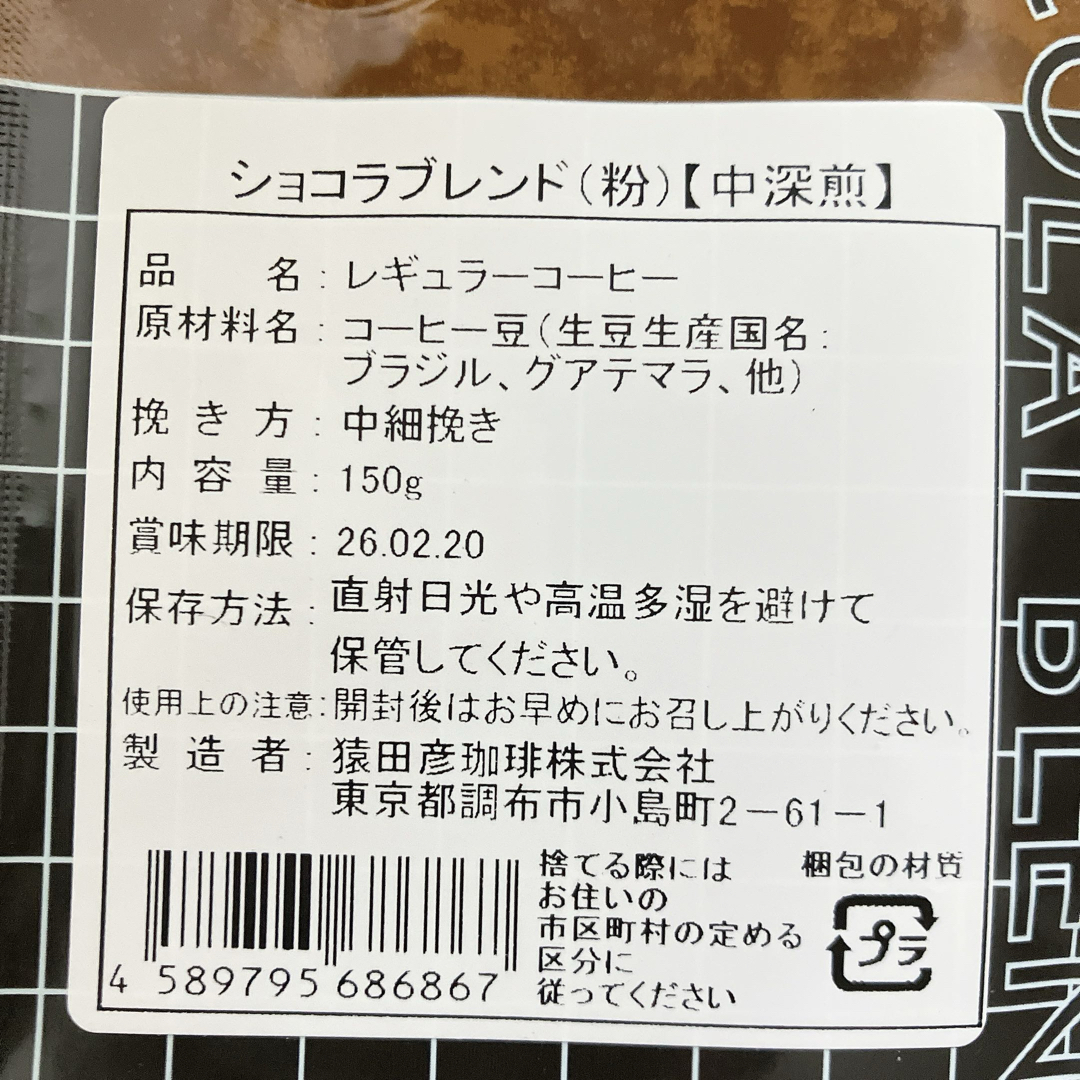 ショコラブレンド(粉)【中深煎】
品名:レギュラーコーヒー
原材料名:コーヒー豆(生豆生産国名:
ブラジル、グアテマラ、他)
挽き方:中細挽き
内容量:150g
賞味期限:26.02.20
保存方法:直射日光や高温多湿を避けて
保管してください。
使用上の注意:開封後はお早めにお召し上がりください。
製造者:猿田彦珈琲株式会社
東京都調布市小島町2-61-1
捨てる際には
お住いの
市区町村の定める
区分に
従ってください
梱包の材質
プラ
4 589795 686867
OLAT BLEN